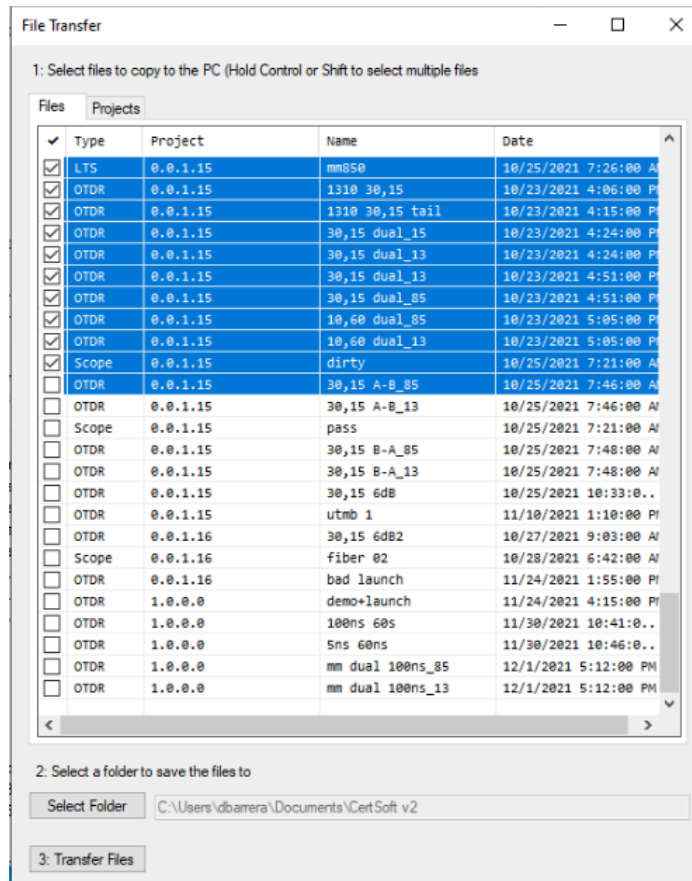 File Transfer
1: Select files to copy to the PC (Hold Control or Shift to select multiple files
Files Projects
Type Project Name Date
LTS 0.0.1.15 mm850 10/25/2021 7:26:00 A
OTDR 0.0.1.15 1310 30,15 10/23/2021 4:06:00 P
OTDR 0.0.1.15 1310 30,15 tail 10/23/2021 4:15:00 P
OTDR 0.0.1.15 30,15 dual_15 10/23/2021 4:24:00 P
OTDR 0.0.1.15 30,15 dual_13 10/23/2021 4:24:00 P
OTDR 0.0.1.15 30,15 dual_13 10/23/2021 4:51:00 P
OTDR 0.0.1.15 30,15 dual_85 10/23/2021 4:51:00 P
OTDR 0.0.1.15 10,60 dual_85 10/23/2021 5:05:00 P
OTDR 0.0.1.15 10,60 dual_13 10/23/2021 5:05:00 P
Scope 0.0.1.15 dirty 10/25/2021 7:21:00 A
OTDR 0.0.1.15 30,15 A-B_85 10/25/2021 7:46:00 A
OTDR 0.0.1.15 30,15 A-B_13 10/25/2021 7:46:00 A
Scope 0.0.1.15 pass 10/25/2021 7:21:00 A
OTDR 0.0.1.15 30,15 B-A_85 10/25/2021 7:48:00 A
OTDR 0.0.1.15 30,15 B-A_13 10/25/2021 7:48:00 A
OTDR 0.0.1.15 30,15 6dB 10/25/2021 10:33:0..
OTDR 0.0.1.15 utmb 1 11/10/2021 1:10:00 P
OTDR 0.0.1.16 30,15 6dB2 10/27/2021 9:03:00 A
Scope 0.0.1.16 fiber 02 10/28/2021 6:42:00 A
OTDR 0.0.1.16 bad launch 11/24/2021 1:55:00 P
OTDR 1.0.0.0 demo+launch 11/24/2021 4:15:00 P
OTDR 1.0.0.0 100ns 60s 11/30/2021 10:41:0..
OTDR 1.0.0.0 5ns 60ns 11/30/2021 10:46:0..
OTDR 1.0.0.0 mm dual 100ns_85 12/1/2021 5:12:00 PM
OTDR 1.0.0.0 mm dual 100ns_13 12/1/2021 5:12:00 PM
2: Select a folder to save the files to
Select Folder C:\Users\dbarrera\Documents\CertSoft v2
3: Transfer Files